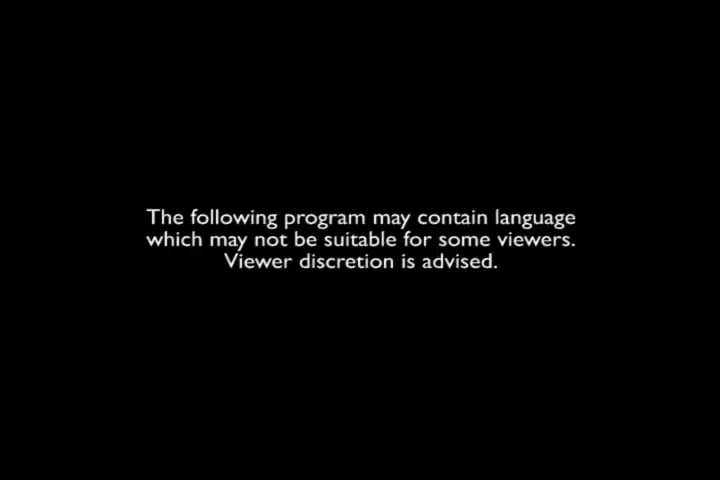 The following program may contain language
which may not be suitable for some viewers.
Viewer discretion is advised.